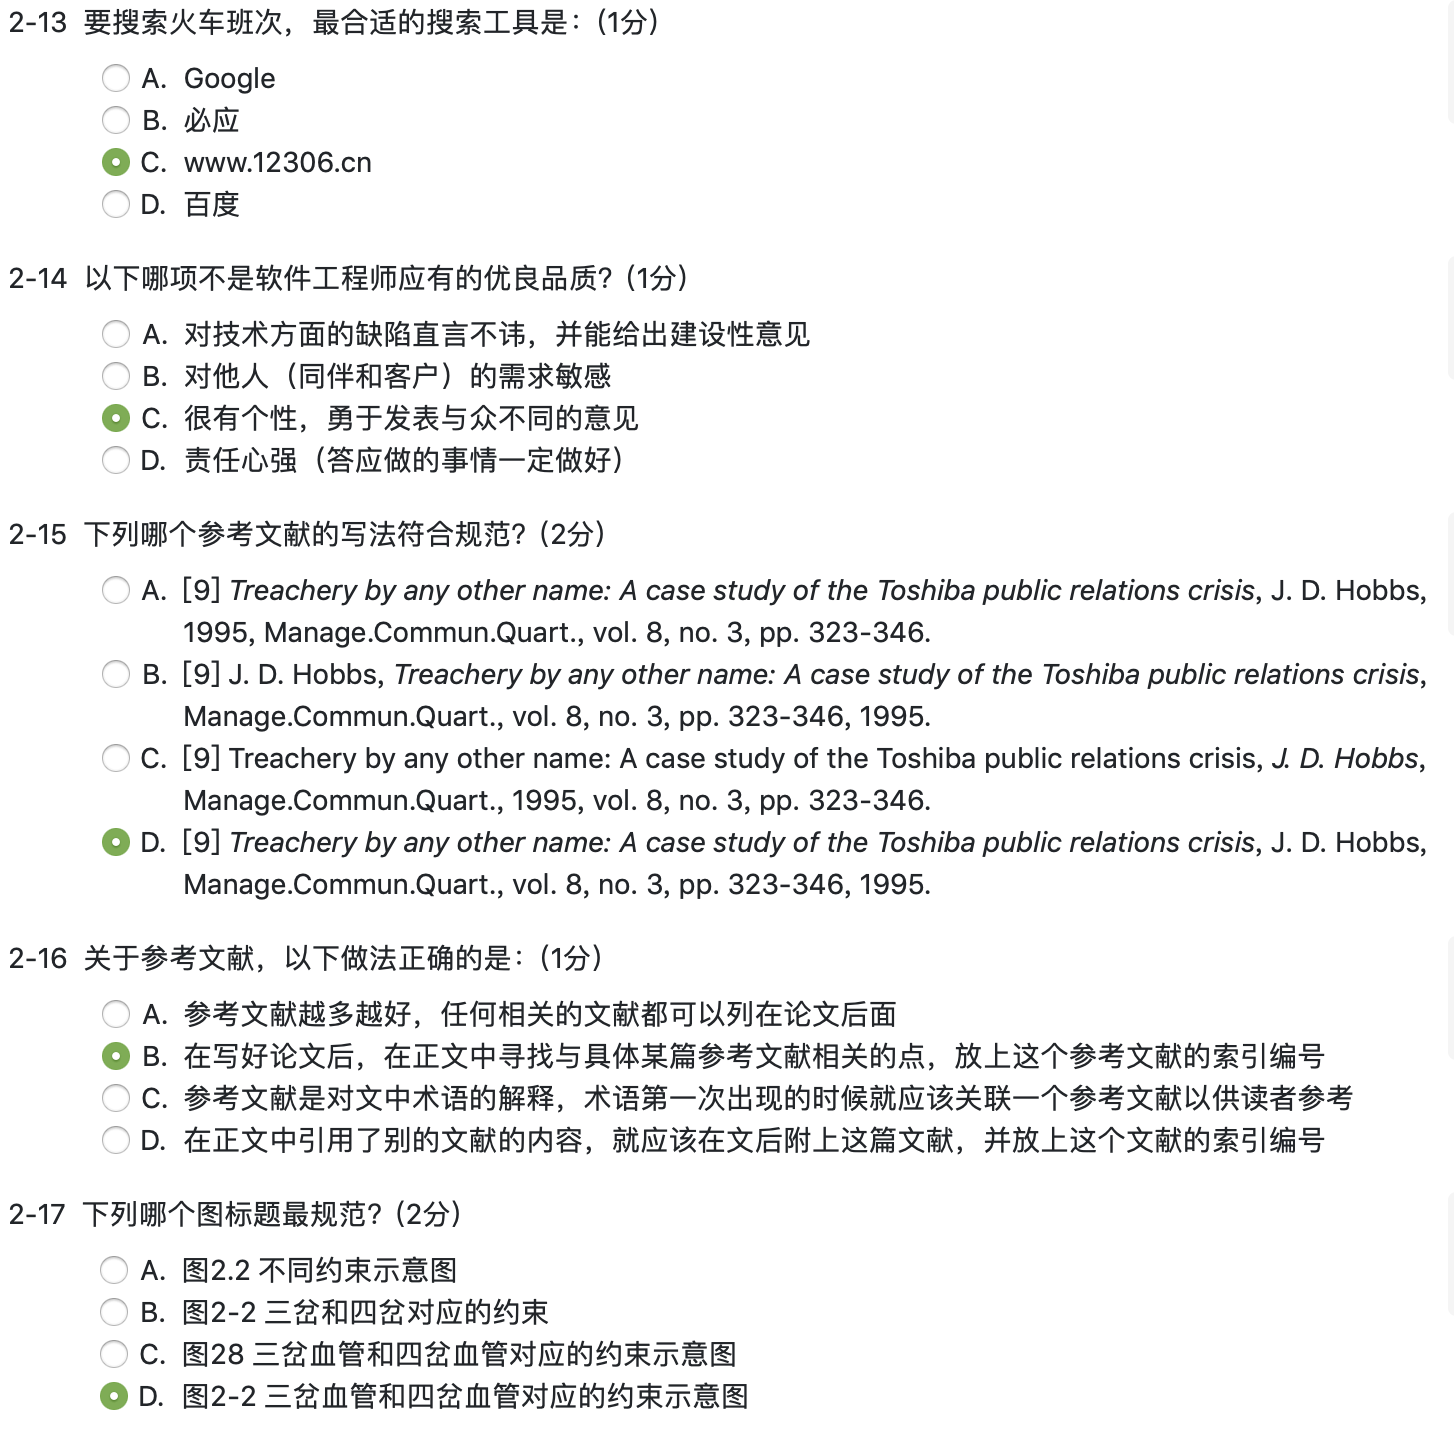 2-13 要搜索火车班次，最合适的搜索工具是：(1分)
A. Google
B. 必应
C. www.12306.cn
D. 百度
2-14 以下哪项不是软件工程师应有的优良品质? (1分)
A. 对技术方面的缺陷直言不讳，并能给出建设性意见
B. 对他人（同伴和客户）的需求敏感
C. 很有个性，勇于发表与众不同的意见
D. 责任心强（答应做的事情一定做好）
2-15 下列哪个参考文献的写法符合规范? (2分)
A. [9] Treachery by any other name: A case study of the Toshiba public relations crisis, J. D. Hobbs,
1995, Manage.Commun.Quart., vol. 8, no. 3, pp. 323-346.
B. [9] J. D. Hobbs, Treachery by any other name: A case study of the Toshiba public relations crisis,
Manage.Commun.Quart., vol. 8, no. 3, pp. 323-346, 1995.
C. [9] Treachery by any other name: A case study of the Toshiba public relations crisis, J. D. Hobbs,
Manage.Commun.Quart., 1995, vol. 8, no. 3, pp. 323-346.
D. [9] Treachery by any other name: A case study of the Toshiba public relations crisis, J. D. Hobbs,
Manage.Commun.Quart., vol. 8, no. 3, pp. 323-346, 1995.
2-16 关于参考文献，以下做法正确的是：(1分)
A. 参考文献越多越好，任何相关的文献都可以列在论文后面
B. 在写好论文后，在正文中寻找与具体某篇参考文献相关的点，放上这个参考文献的索引编号
C. 参考文献是对文中术语的解释，术语第一次出现的时候就应该关联一个参考文献以供读者参考
D. 在正文中引用了别的文献的内容，就应该在文后附上这篇文献，并放上这个文献的索引编号
2-17 下列哪个图标题最规范? (2分)
A. 图2.2 不同约束示意图
B. 图2-2 三岔和四岔对应的约束
C. 图28 三岔血管和四岔血管对应的约束示意图
D. 图2-2 三岔血管和四岔血管对应的约束示意图